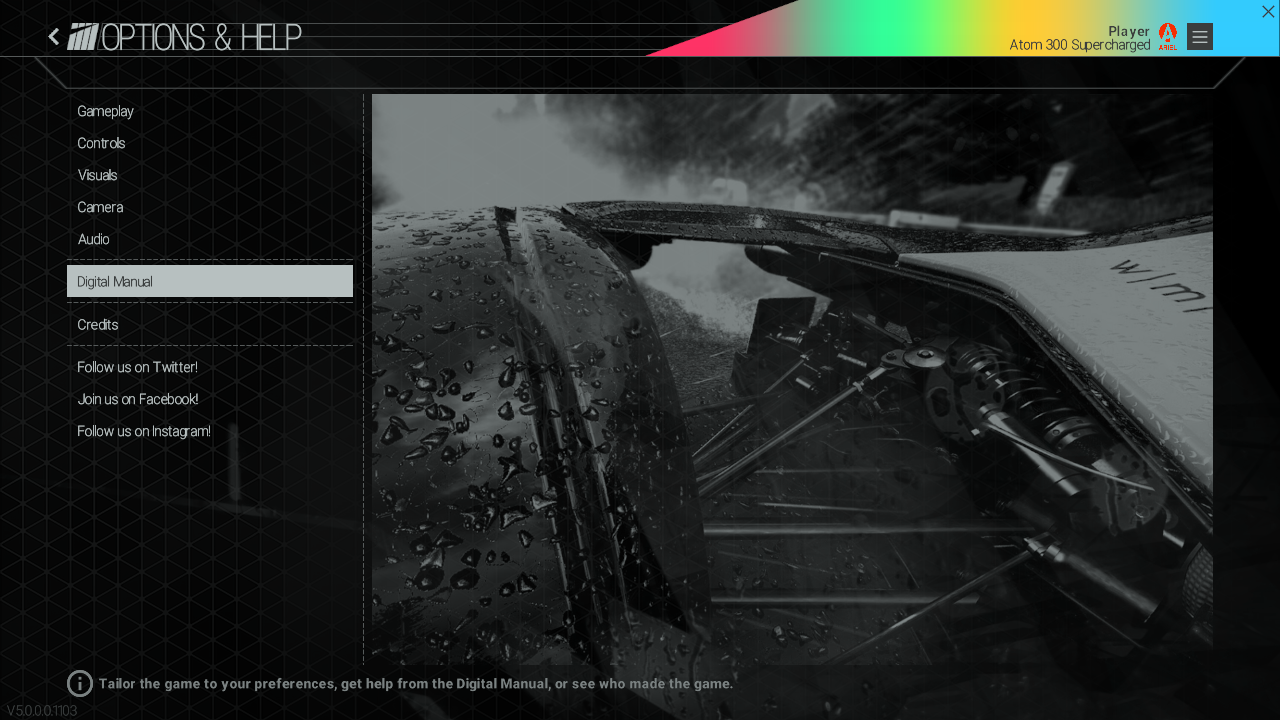 OPTIONS & HELP
Player
Atom 300 Supercharged
ARIEL
Gameplay
Controls
Visuals
Camera
Audio
Digital Manual
Credits
Follow us on Twitter!
Join us on Facebook!
Follow us on Instagram!
w/m
Tailor the game to your preferences, get help from the Digital Manual, or see who made the game.
V5.0.0.0.1103